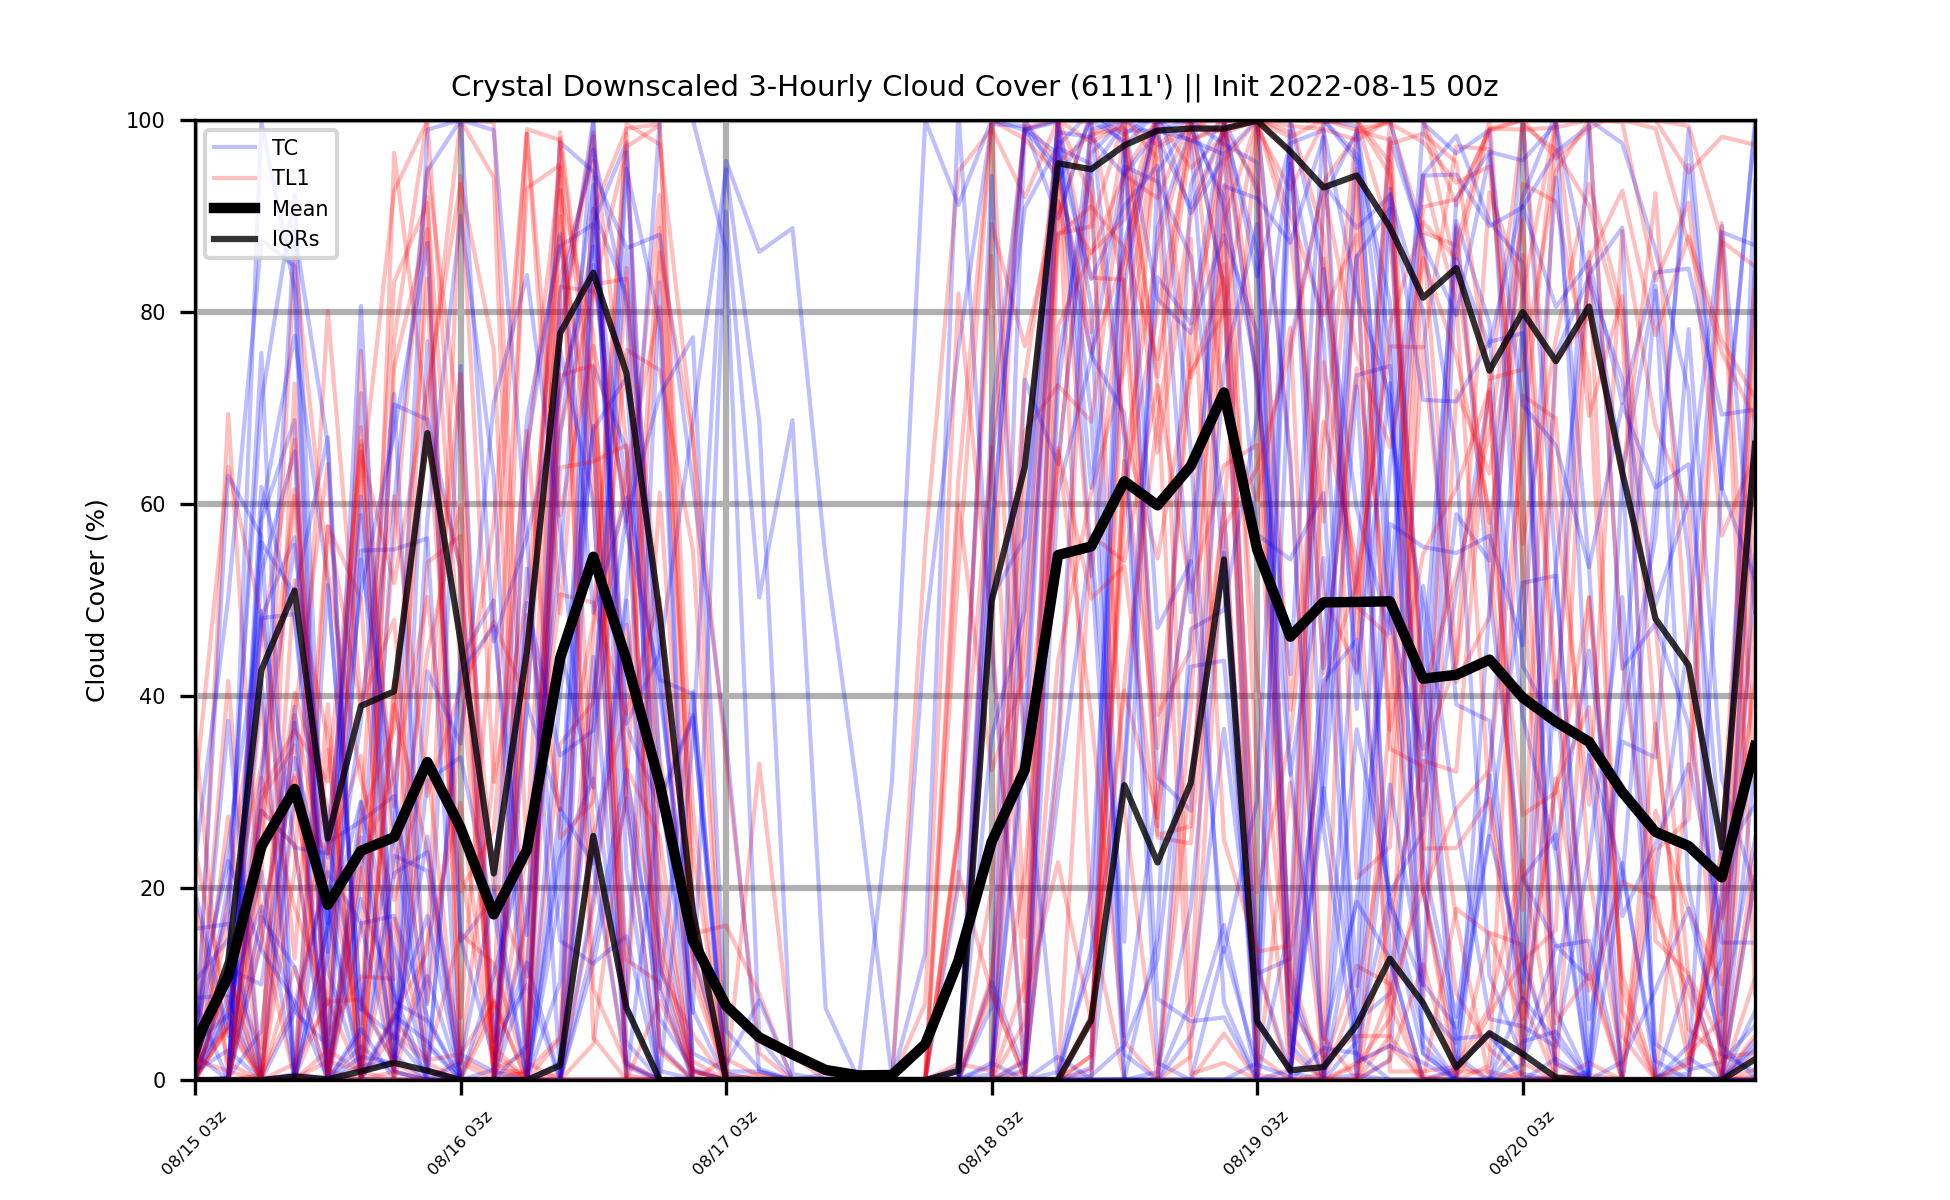 Crystal Downscaled 3-Hourly Cloud Cover (6111') || Init 2022-08-15 00z
100
80
60
40
20
0
Cloud Cover (%)
TC
TL1
Mean
IQRs
08/15 03z
08/16 03z
08/17 03z
08/18 03z
08/19 03z
08/20 03z